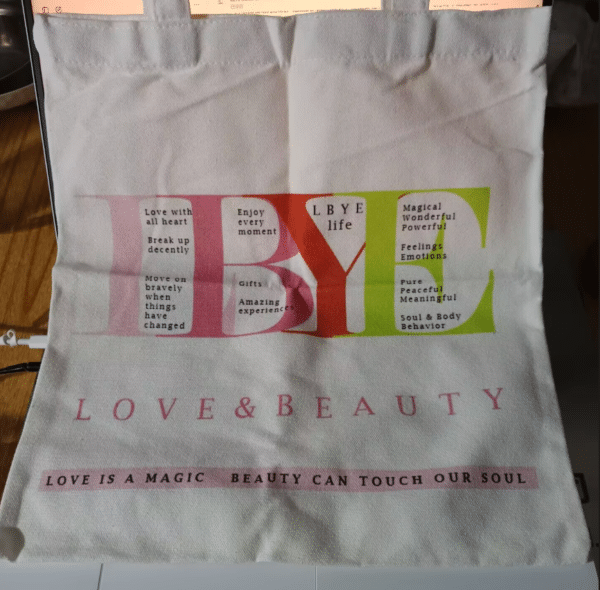 LBYE
Love with
all heart
Break up
decently
Move on
bravely
when
things
have
changed
Enjoy
every
moment
Gifts
Amazing
experiences
LBYE
life
Magical
Wonderful
Powerful
Feelings
Emotions
Pure
Peaceful
Meaningful
Soul & Body
Behavior
LOVE & BEAUTY
LOVE IS A MAGIC BEAUTY CAN TOUCH OUR SOUL